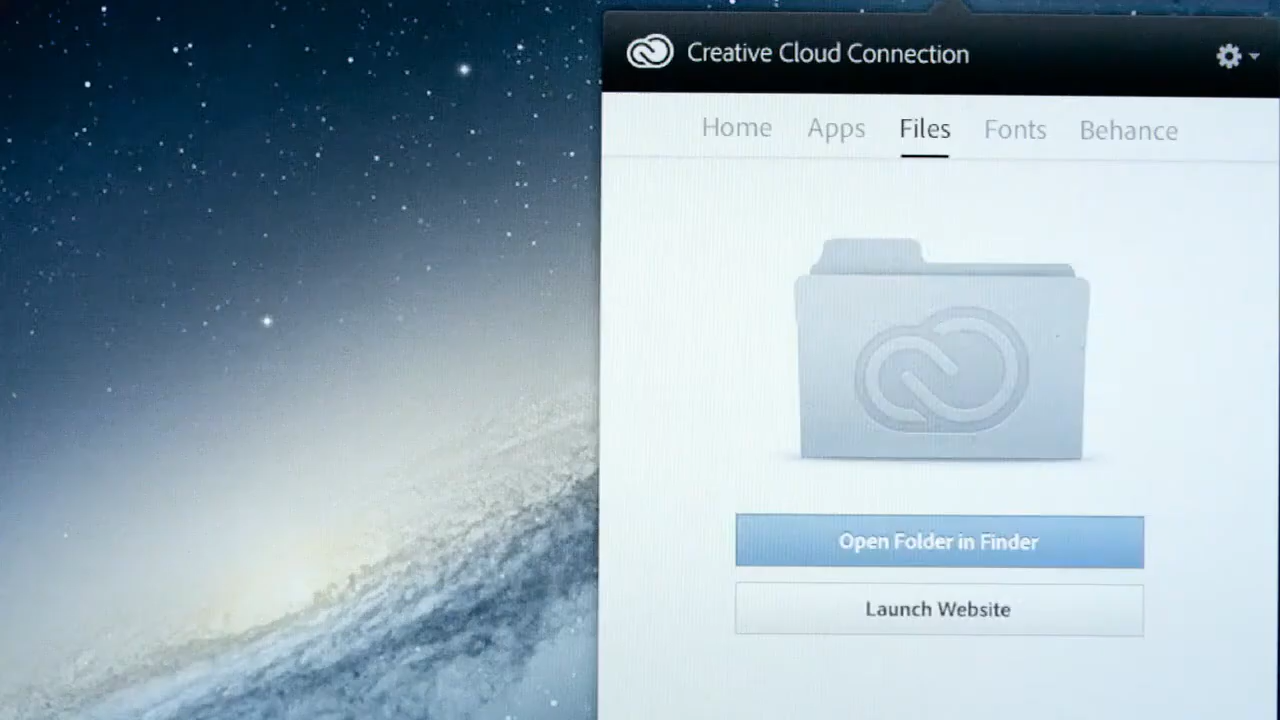 Creative Cloud Connection
Home Apps Files Fonts Behance
Open Folder in Finder
Launch Website